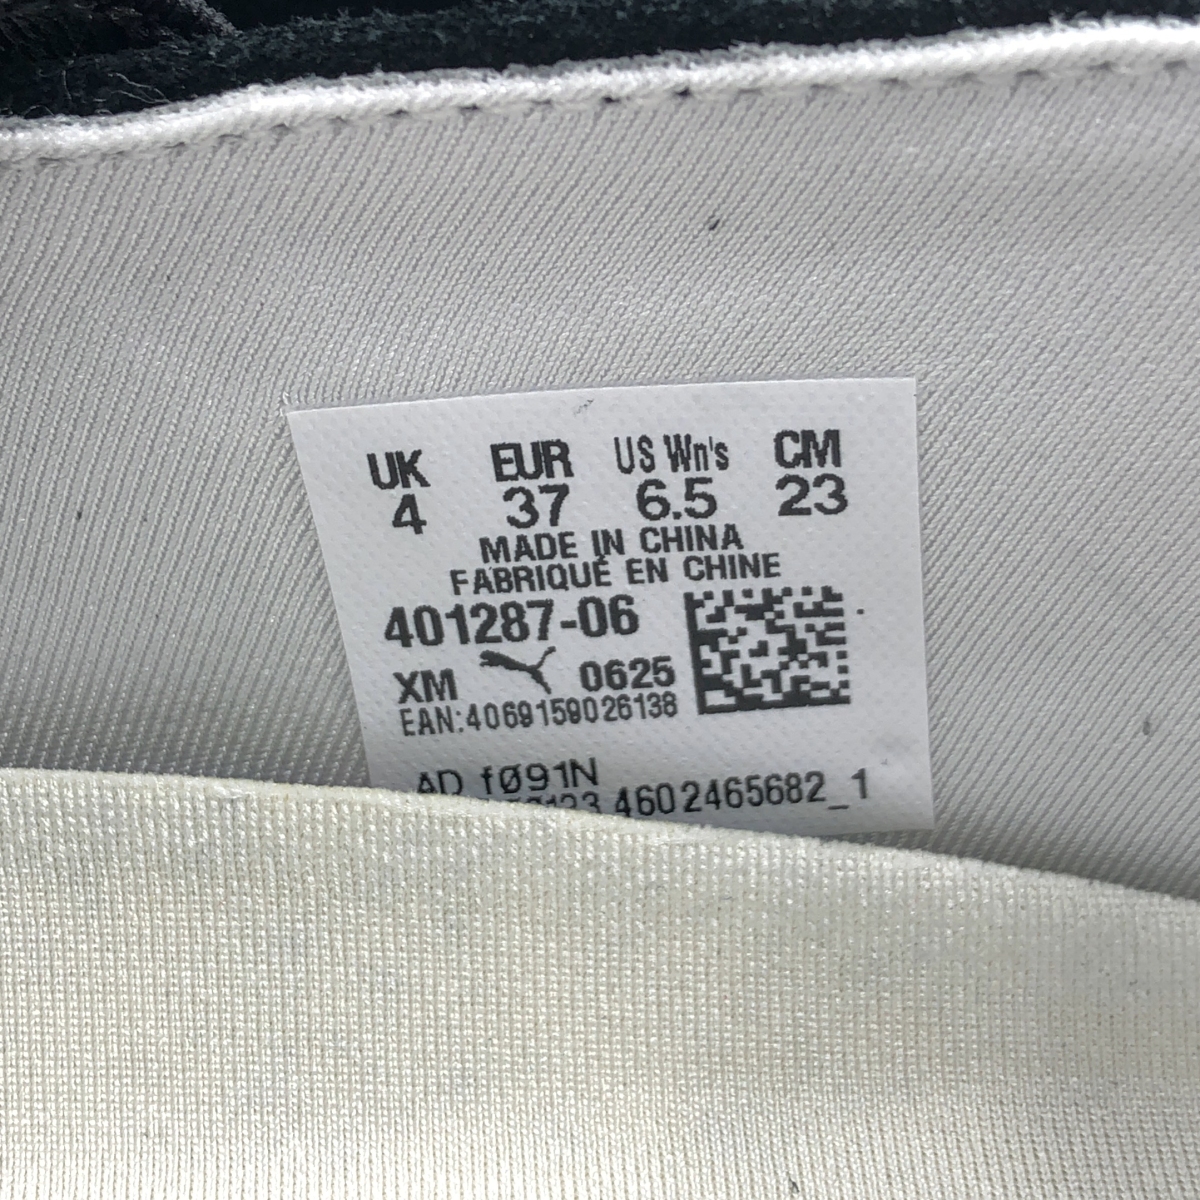 UK EUR US Wn's CM
4 37 6.5 23
MADE IN CHINA
FABRIQUÉ EN CHINE
401287-06
XM 0625
EAN:4069159026138
AD fø91N
4602465682_1